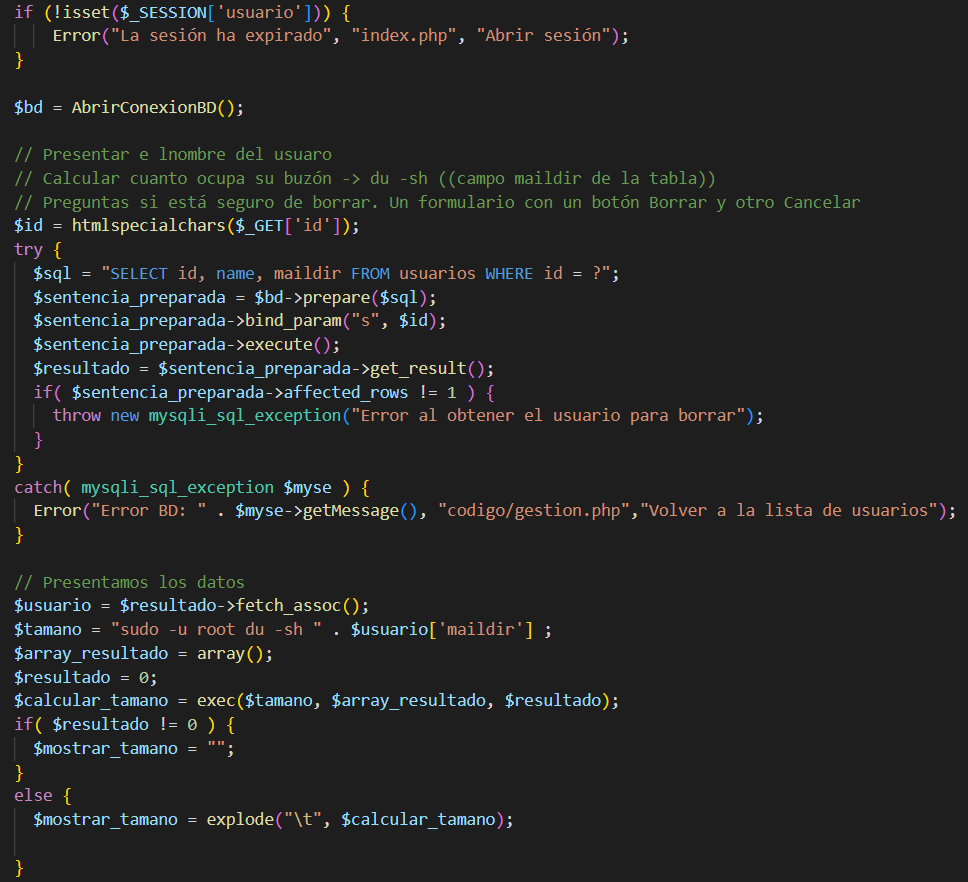 if (!isset($_SESSION['usuario'])) {
Error("La sesión ha expirado", "index.php", "Abrir sesión");
}
$bd = AbrirConexionBD();
// Presentar e lnombre del usuaro
// Calcular cuanto ocupa su buzón -> du -sh ((campo maildir de la tabla))
// Preguntas si está seguro de borrar. Un formulario con un botón Borrar y otro Cancelar
$id = htmlspecialchars($_GET['id']);
try {
$sql = "SELECT id, name, maildir FROM usuarios WHERE id = ?";
$sentencia_preparada = $bd->prepare($sql);
$sentencia_preparada->bind_param("s", $id);
$sentencia_preparada->execute();
$resultado = $sentencia_preparada->get_result();
if( $sentencia_preparada->affected_rows != 1 ) {
throw new mysqli_sql_exception("Error al obtener el usuario para borrar");
}
}
catch( mysqli_sql_exception $myse ) {
Error("Error BD: " . $myse->getMessage(), "codigo/gestion.php","Volver a la lista de usuarios");
}
// Presentamos los datos
$usuario = $resultado->fetch_assoc();
$tamano = "sudo -u root du -sh " . $usuario['maildir'] ;
$array_resultado = array();
$resultado = 0;
$calcular_tamano = exec($tamano, $array_resultado, $resultado);
if( $resultado != 0 ) {
$mostrar_tamano = "";
}
else {
$mostrar_tamano = explode("\t", $calcular_tamano);
}